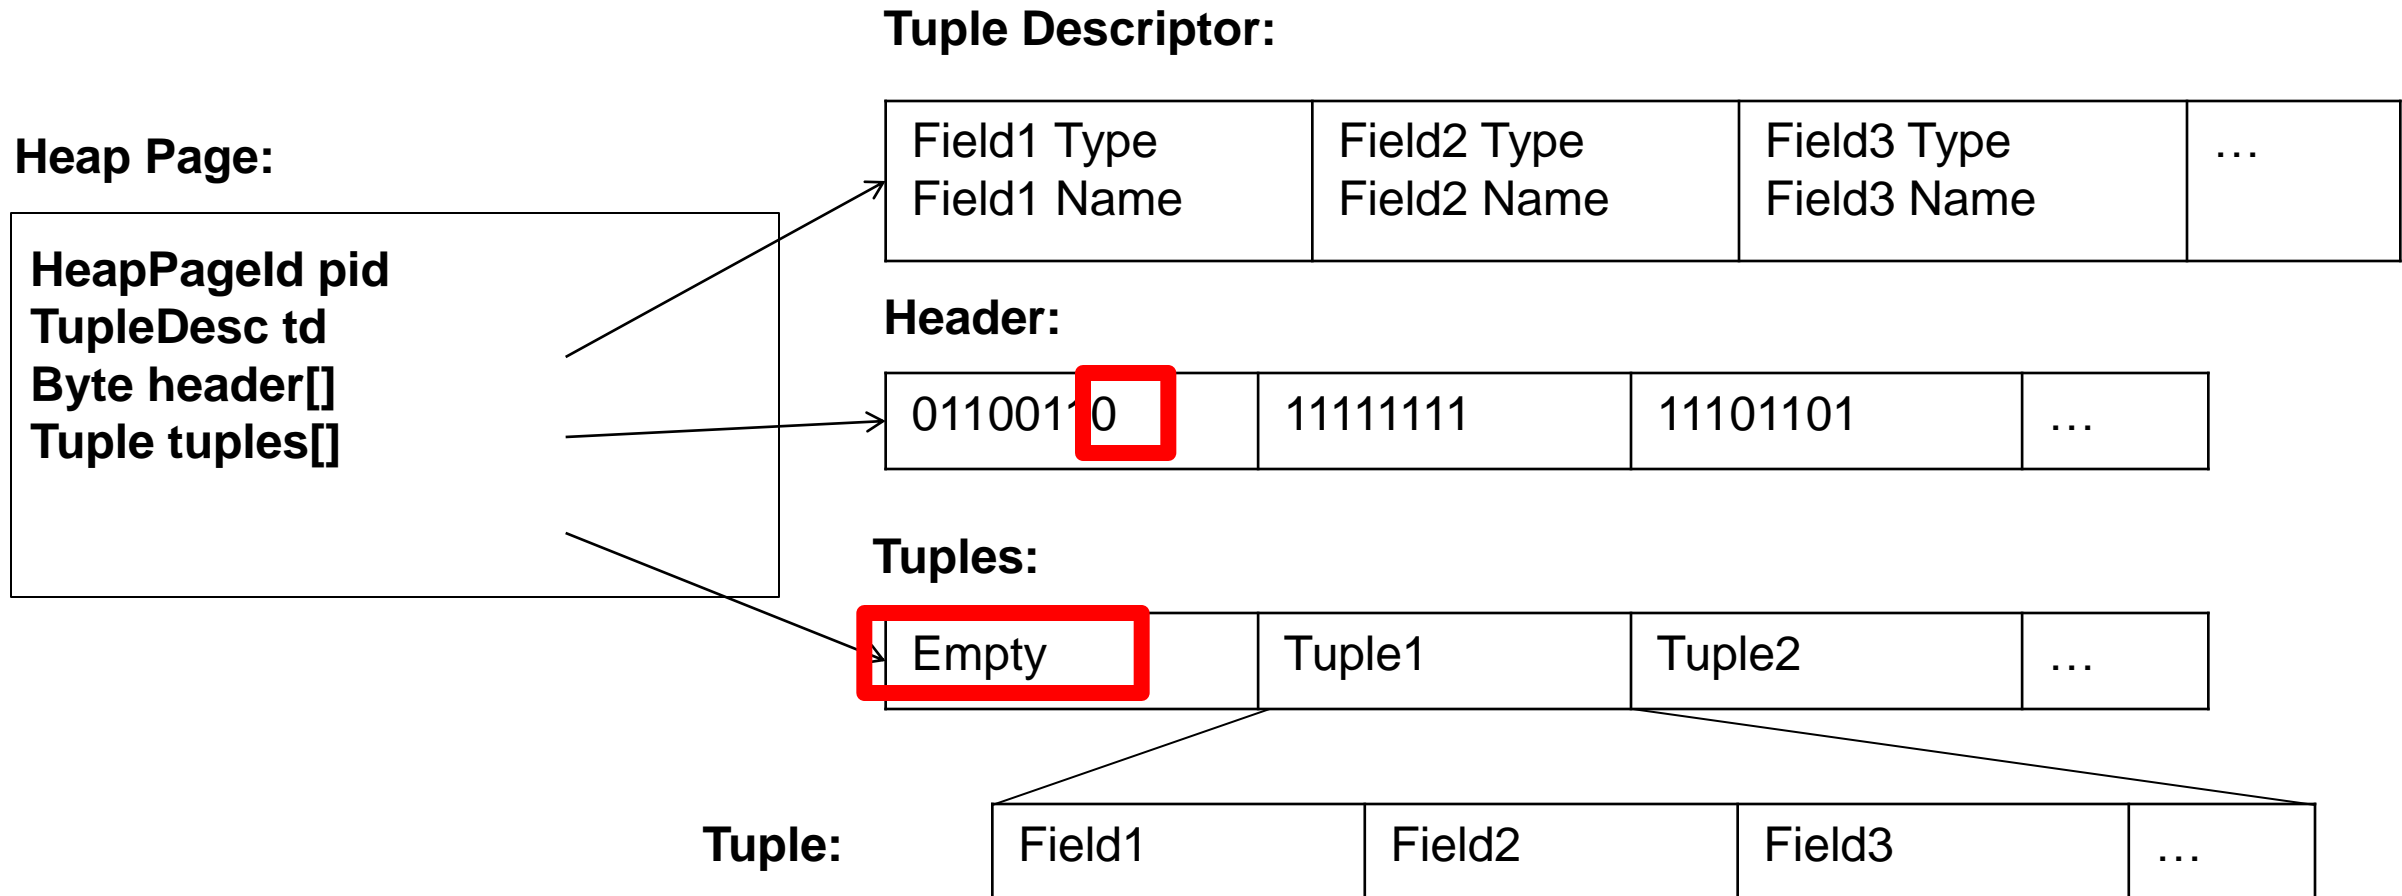 Tuple Descriptor:
Heap Page:
Field1 Type
Field1 Name
Field2 Type
Field2 Name
Field3 Type
Field3 Name
…
HeapPageId pid
TupleDesc td
Byte header[]
Tuple tuples[]
Header:
01100110
11111111
11101101
…
Tuples:
Empty
Tuple1
Tuple2
…
Tuple:
Field1
Field2
Field3
…